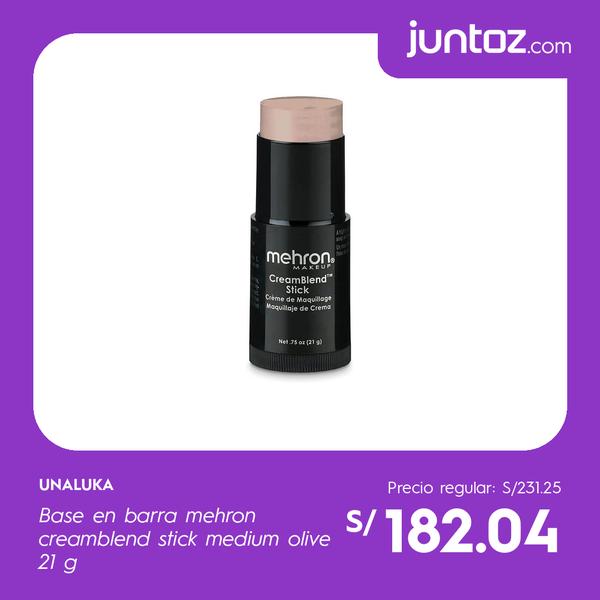 juntoz.com
mehron®
MAKEUP
CreamBlend™
Stick
Crème de Maquillage
Maquillaje de Crema
Net .75 oz (21 g)
UNALUKA
Base en barra mehron
creamblend stick medium olive
21 g
Precio regular: S/231.25
S/ 182.04